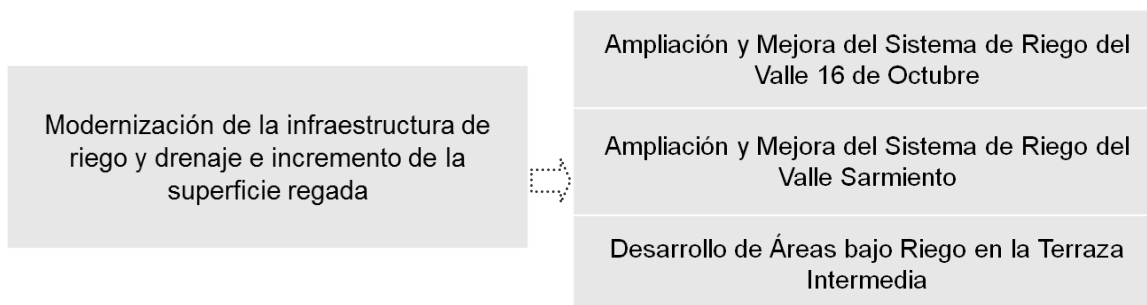 Modernización de la infraestructura de
riego y drenaje e incremento de la
superficie regada
Ampliación y Mejora del Sistema de Riego del
Valle 16 de Octubre
Ampliación y Mejora del Sistema de Riego del
Valle Sarmiento
Desarrollo de Áreas bajo Riego en la Terraza
Intermedia